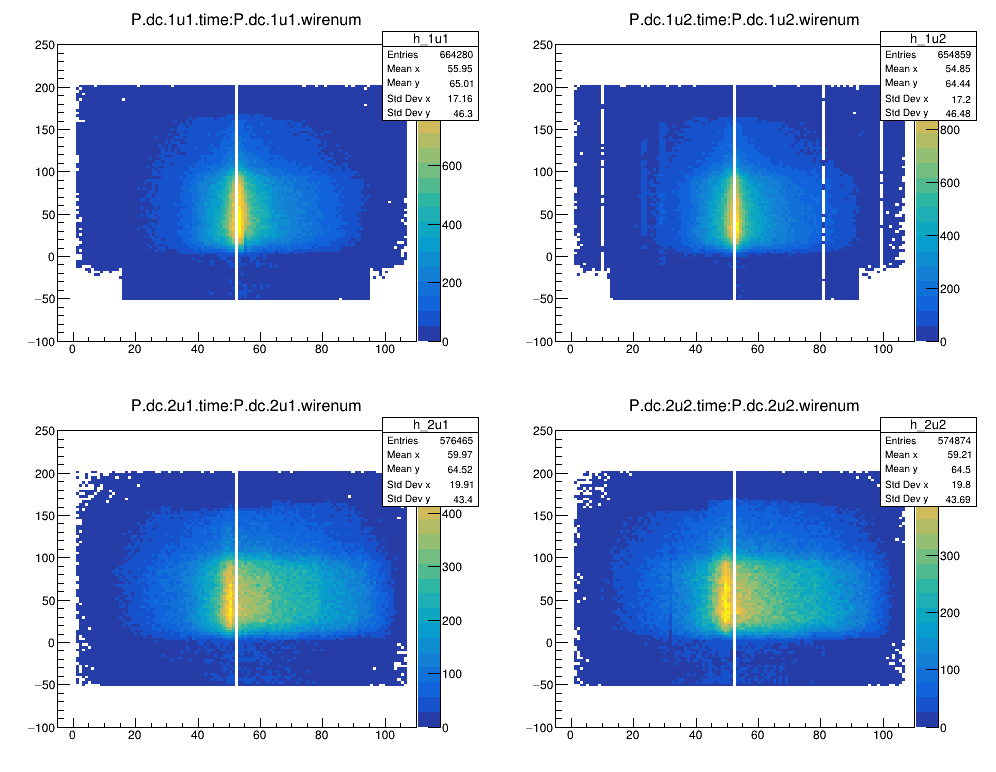 P.dc.1u1.time:P.dc.1u1.wirenum
h_1u1
Entries 664280
Mean x 55.95
Mean y 65.01
Std Dev x 17.16
Std Dev y 46.3
250
200
150
100
50
0
−50
−100
0 20 40 60 80 100
600
400
200
0
P.dc.1u2.time:P.dc.1u2.wirenum
h_1u2
Entries 654859
Mean x 54.85
Mean y 64.44
Std Dev x 17.2
Std Dev y 46.48
250
200
150
100
50
0
−50
−100
0 20 40 60 80 100
800
600
400
200
0
P.dc.2u1.time:P.dc.2u1.wirenum
h_2u1
Entries 576465
Mean x 59.97
Mean y 64.52
Std Dev x 19.91
Std Dev y 43.4
250
200
150
100
50
0
−50
−100
0 20 40 60 80 100
400
300
200
100
0
P.dc.2u2.time:P.dc.2u2.wirenum
h_2u2
Entries 574874
Mean x 59.21
Mean y 64.5
Std Dev x 19.8
Std Dev y 43.69
250
200
150
100
50
0
−50
−100
0 20 40 60 80 100
300
200
100
0